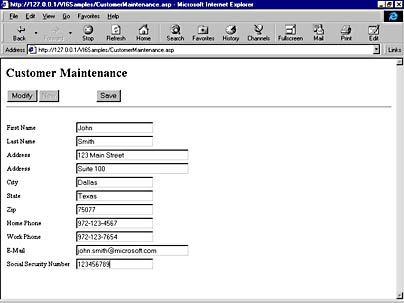 http://127.0.0.1/VI6Samples/CustomerMaintenance.asp - Microsoft Internet Explorer
File Edit View Go Favorites Help
Back Forward Stop Refresh Home Search Favorites History Channels Fullscreen Mail Print Edit
Address http://127.0.0.1/VI6Samples/CustomerMaintenance.asp Links
Customer Maintenance
Modify New Save
First Name John
Last Name Smith
Address 123 Main Street
Address Suite 100
City Dallas
State Texas
Zip 75077
Home Phone 972-123-4567
Work Phone 972-123-7654
E-Mail john.smith@microsoft.com
Social Security Number 123456789